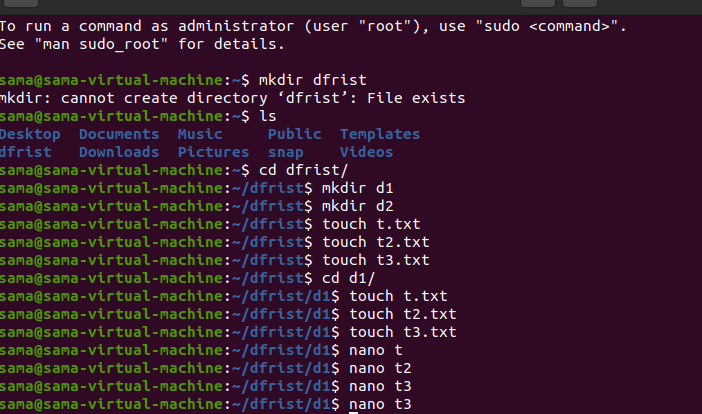 To run a command as administrator (user "root"), use "sudo <command>".
See "man sudo_root" for details.
sama@sama-virtual-machine:~$ mkdir dfrist
mkdir: cannot create directory ‘dfrist’: File exists
sama@sama-virtual-machine:~$ ls
Desktop  Documents  Music     Public  Templates
dfrist   Downloads  Pictures  snap    Videos
sama@sama-virtual-machine:~$ cd dfrist/
sama@sama-virtual-machine:~/dfrist$ mkdir d1
sama@sama-virtual-machine:~/dfrist$ mkdir d2
sama@sama-virtual-machine:~/dfrist$ touch t.txt
sama@sama-virtual-machine:~/dfrist$ touch t2.txt
sama@sama-virtual-machine:~/dfrist$ touch t3.txt
sama@sama-virtual-machine:~/dfrist$ cd d1/
sama@sama-virtual-machine:~/dfrist/d1$ touch t.txt
sama@sama-virtual-machine:~/dfrist/d1$ touch t2.txt
sama@sama-virtual-machine:~/dfrist/d1$ touch t3.txt
sama@sama-virtual-machine:~/dfrist/d1$ nano t
sama@sama-virtual-machine:~/dfrist/d1$ nano t2
sama@sama-virtual-machine:~/dfrist/d1$ nano t3
sama@sama-virtual-machine:~/dfrist/d1$ nano t3